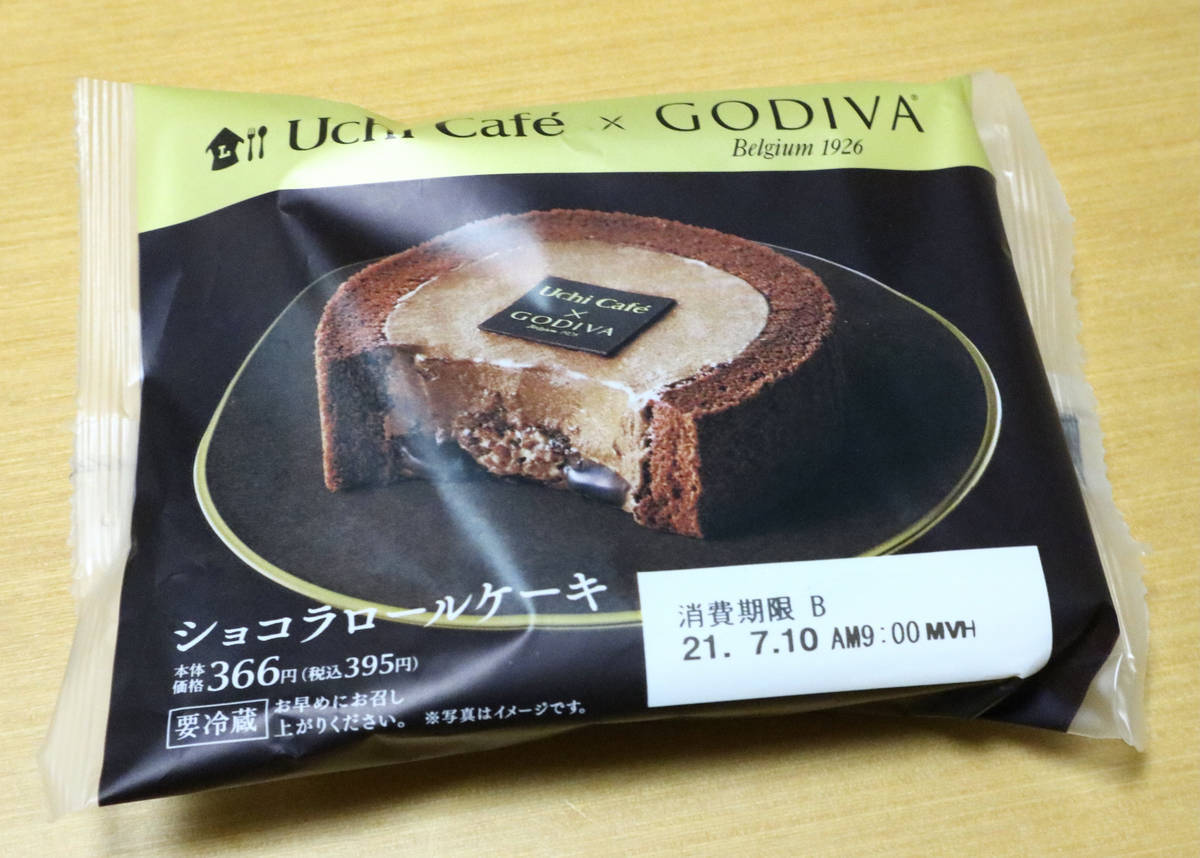 L Uchi Café × GODIVA®
Belgium 1926
Uchi Café
×
GODIVA
Belgium 1926
ショコラロールケーキ
本体価格 366円(税込395円)
要冷蔵 お早めにお召し
上がりください。 ※写真はイメージです。
消費期限 B
21. 7.10 AM9:00 MVH